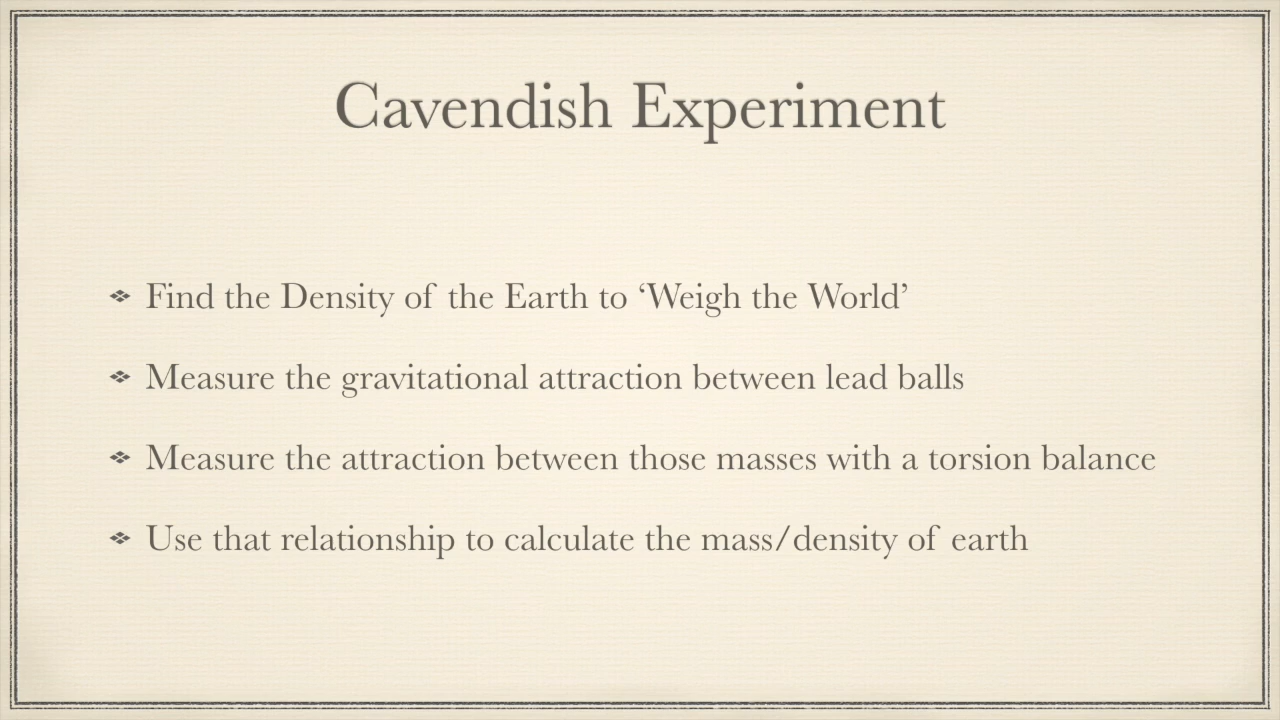 Cavendish Experiment
Find the Density of the Earth to ‘Weigh the World’
Measure the gravitational attraction between lead balls
Measure the attraction between those masses with a torsion balance
Use that relationship to calculate the mass/density of earth